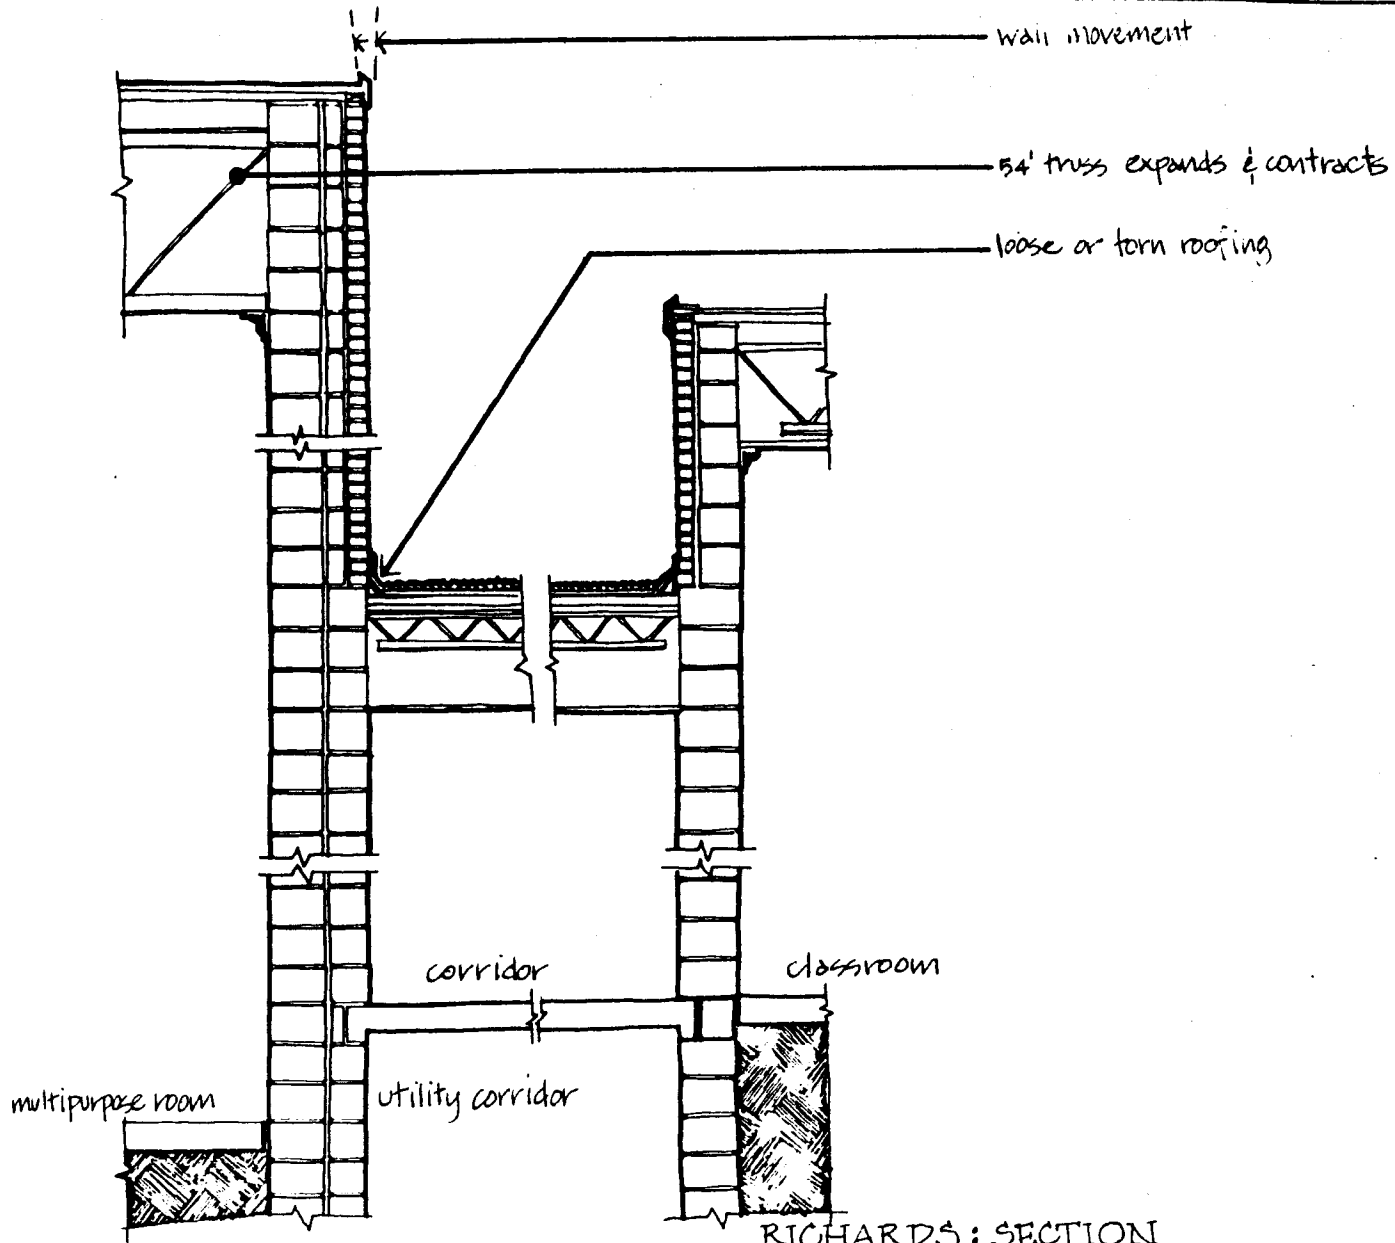 wall movement
54' truss expands & contracts
loose or torn roofing
corridor
classroom
multipurpose room
utility corridor
RICHARDS: SECTION